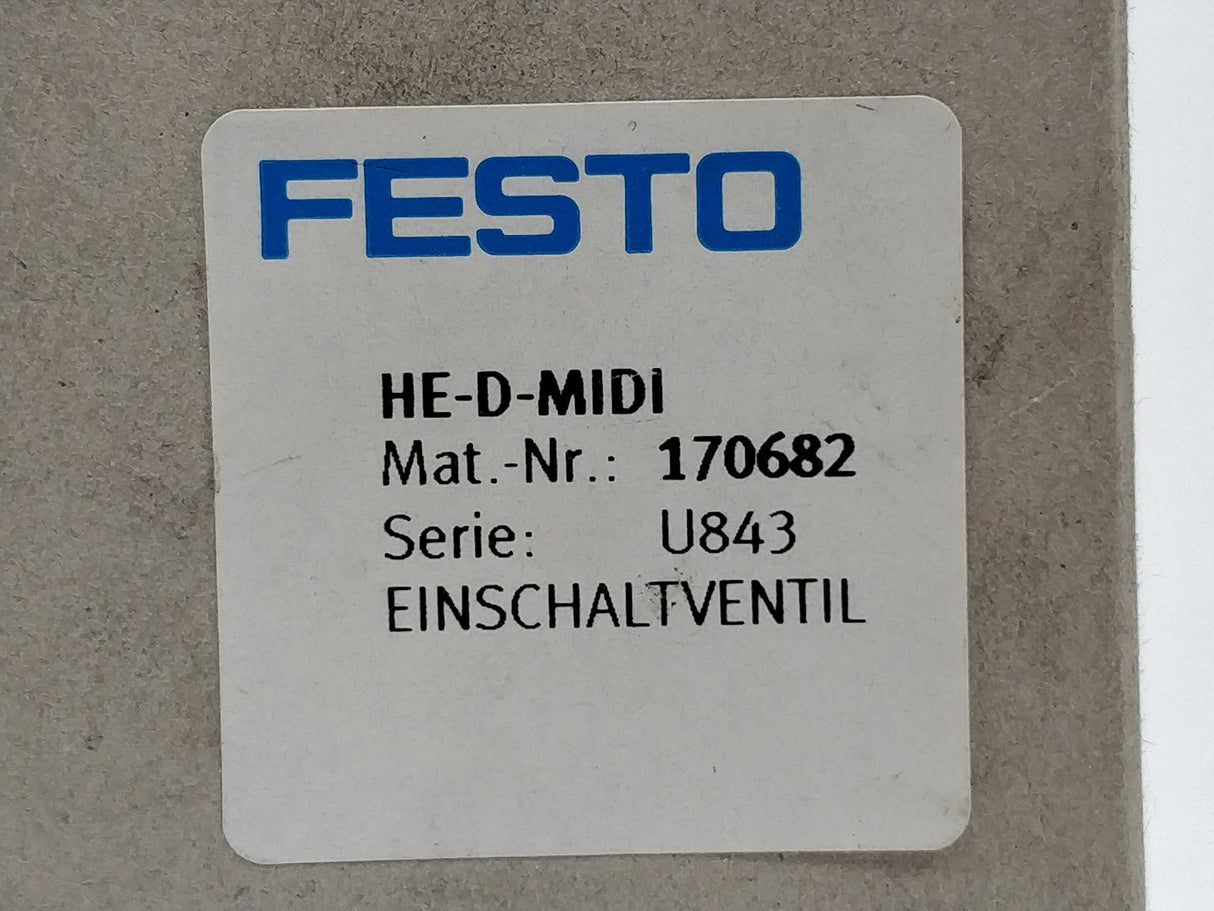 FESTO
HE-D-MIDI
Mat.-Nr.: 170682
Serie: U843
EINSCHALTVENTIL